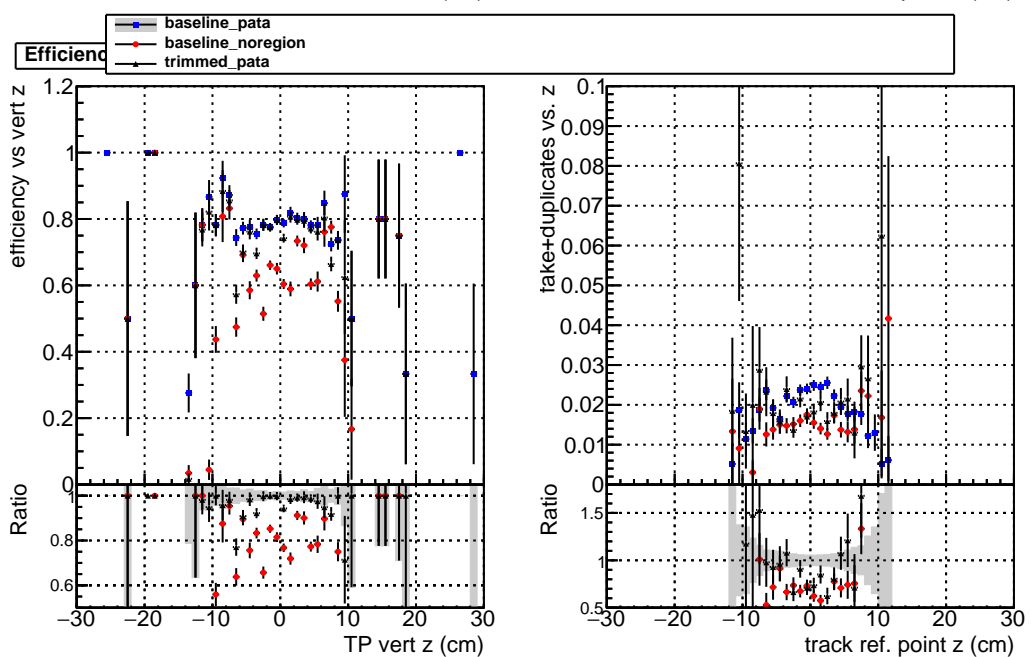 baseline_pata
baseline_noregion
trimmed_pata
efficiency vs vert z
1.2
1
0.8
0.6
0.4
0.2
0
Ratio
1
0.8
0.6
−30 −20 −10 0 10 20 30
TP vert z (cm)
fake+duplicates vs. z
0.1
0.09
0.08
0.07
0.06
0.05
0.04
0.03
0.02
0.01
0
Ratio
1.5
1
0.5
−30 −20 −10 0 10 20 30
track ref. point z (cm)